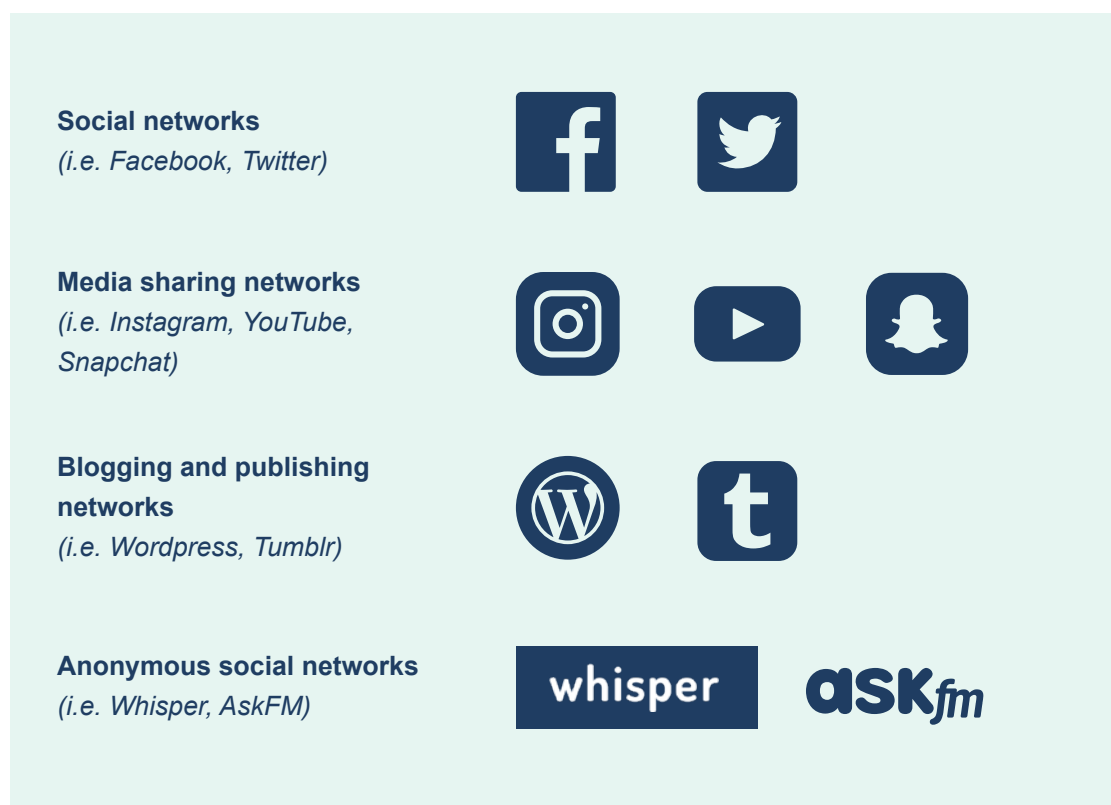 Social networks
(i.e. Facebook, Twitter)
Media sharing networks
(i.e. Instagram, YouTube,
Snapchat)
Blogging and publishing
networks
(i.e. Wordpress, Tumblr)
Anonymous social networks
(i.e. Whisper, AskFM)
whisper
askfm